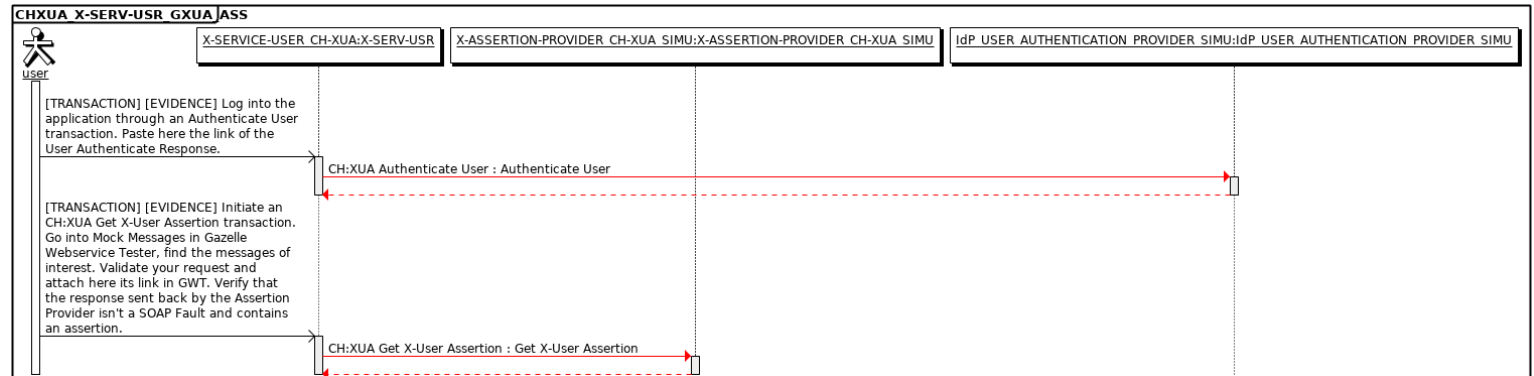 CHXUA_X-SERV-USR_GXUA_ASS
X-SERVICE-USER_CH-XUA:X-SERV-USR
X-ASSERTION-PROVIDER_CH-XUA_SIMU:X-ASSERTION-PROVIDER_CH-XUA_SIMU
IdP_USER_AUTHENTICATION_PROVIDER_SIMU:IdP_USER_AUTHENTICATION_PROVIDER_SIMU
user
[TRANSACTION] [EVIDENCE] Log into the
application through an Authenticate User
transaction. Paste here the link of the
User Authenticate Response.
CH:XUA Authenticate User : Authenticate User
[TRANSACTION] [EVIDENCE] Initiate an
CH:XUA Get X-User Assertion transaction.
Go into Mock Messages in Gazelle
Webservice Tester, find the messages of
interest. Validate your request and
attach here its link in GWT. Verify that
the response sent back by the Assertion
Provider isn't a SOAP Fault and contains
an assertion.
CH:XUA Get X-User Assertion : Get X-User Assertion